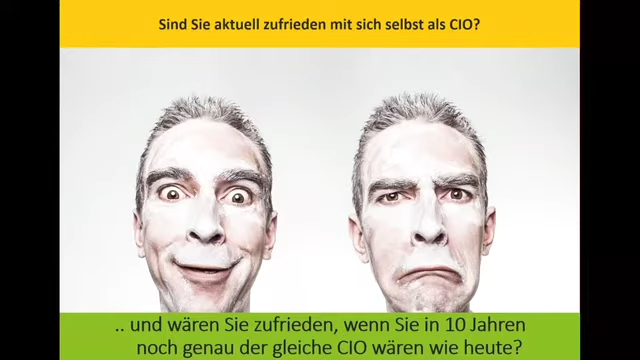 Sind Sie aktuell zufrieden mit sich selbst als CIO?
.. und wären Sie zufrieden, wenn Sie in 10 Jahren
noch genau der gleiche CIO wären wie heute?